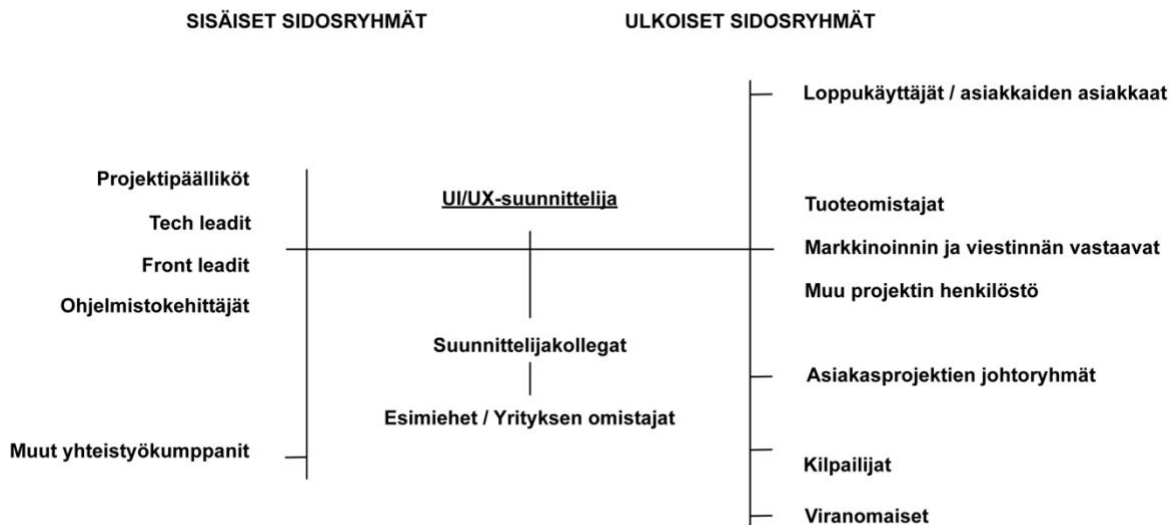 SISÄISET SIDOSRYHMÄT
ULKOISET SIDOSRYHMÄT
Projektipäälliköt
Tech leadit
Front leadit
Ohjelmistokehittäjät
Muut yhteistyökumppanit
UI/UX-suunnittelija
Suunnittelijakollegat
Esimiehet / Yrityksen omistajat
Loppukäyttäjät / asiakkaiden asiakkaat
Tuoteomistajat
Markkinoinnin ja viestinnän vastaavat
Muu projektin henkilöstö
Asiakasprojektien johtoryhmät
Kilpailijat
Viranomaiset